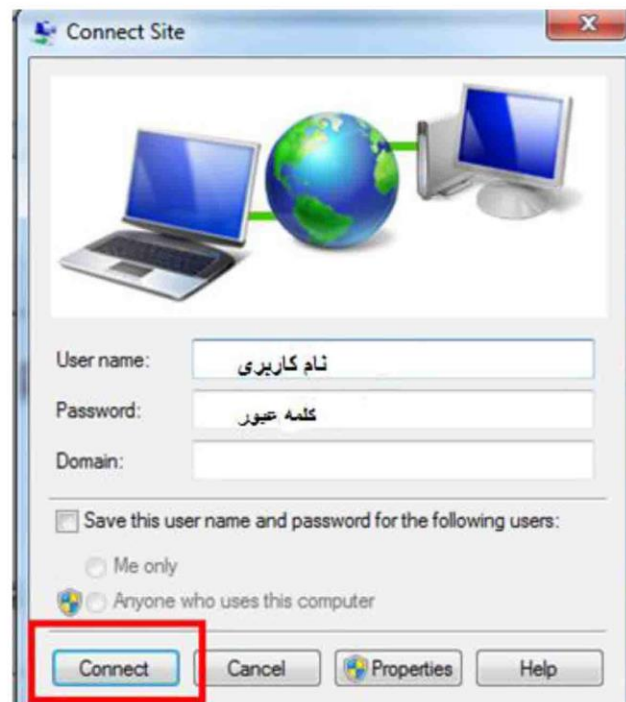 Connect Site
User name: نام کاربری
Password: کلمه عبور
Domain:
Save this user name and password for the following users:
Me only
Anyone who uses this computer
Connect Cancel Properties Help